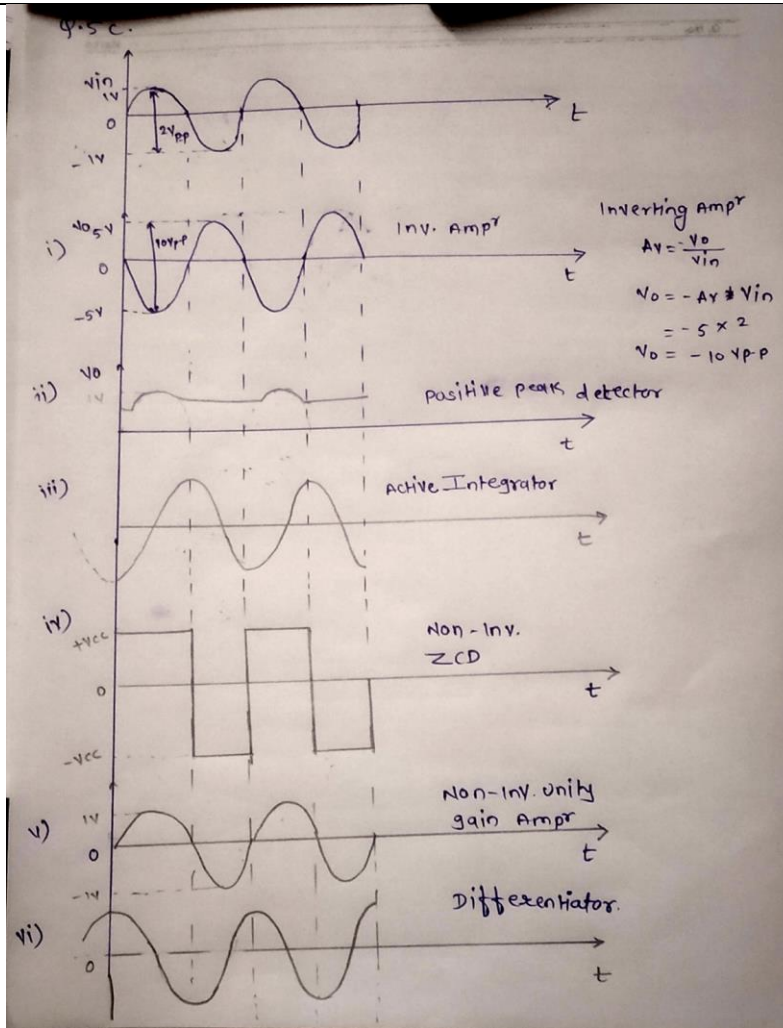 Q.5 c.
Vin
1V
0
-1V
2Vp.p
t
i)
Vo 5V
0
-5V
10Vp-p
Inv. Ampr
t
Inverting Ampr
Av = -Vo / Vin
Vo = -Av * Vin
= -5 × 2
Vo = -10 Vp-p
ii)
Vo
1V
Positive peak detector
t
iii)
Active Integrator
t
iv)
+Vcc
0
-Vcc
Non-Inv.
ZCD
t
v)
1V
0
-1V
Non-Inv. unity
gain Ampr
t
vi)
0
Differentiator.
t